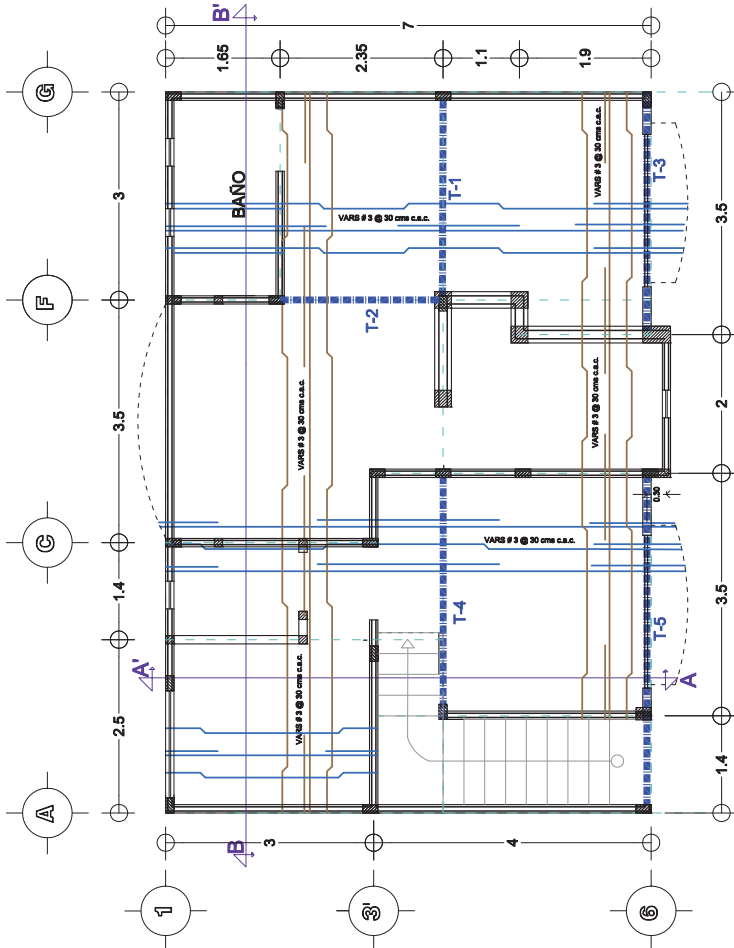 B'
7
1.65
2.35
1.1
1.9
G
3
BAÑO
T-1
VARS # 3 @ 30 cms c.a.c.
VARS # 3 @ 30 cms c.a.c.
T-3
3.5
F
T-2
3.5
VARS # 3 @ 30 cms c.a.c.
VARS # 3 @ 30 cms c.a.c.
2
0.30
C
VARS # 3 @ 30 cms c.a.c.
1.4
T-4
T-5
3.5
A'
A
2.5
VARS # 3 @ 30 cms c.a.c.
1.4
A
B
3
4
1
3'
6